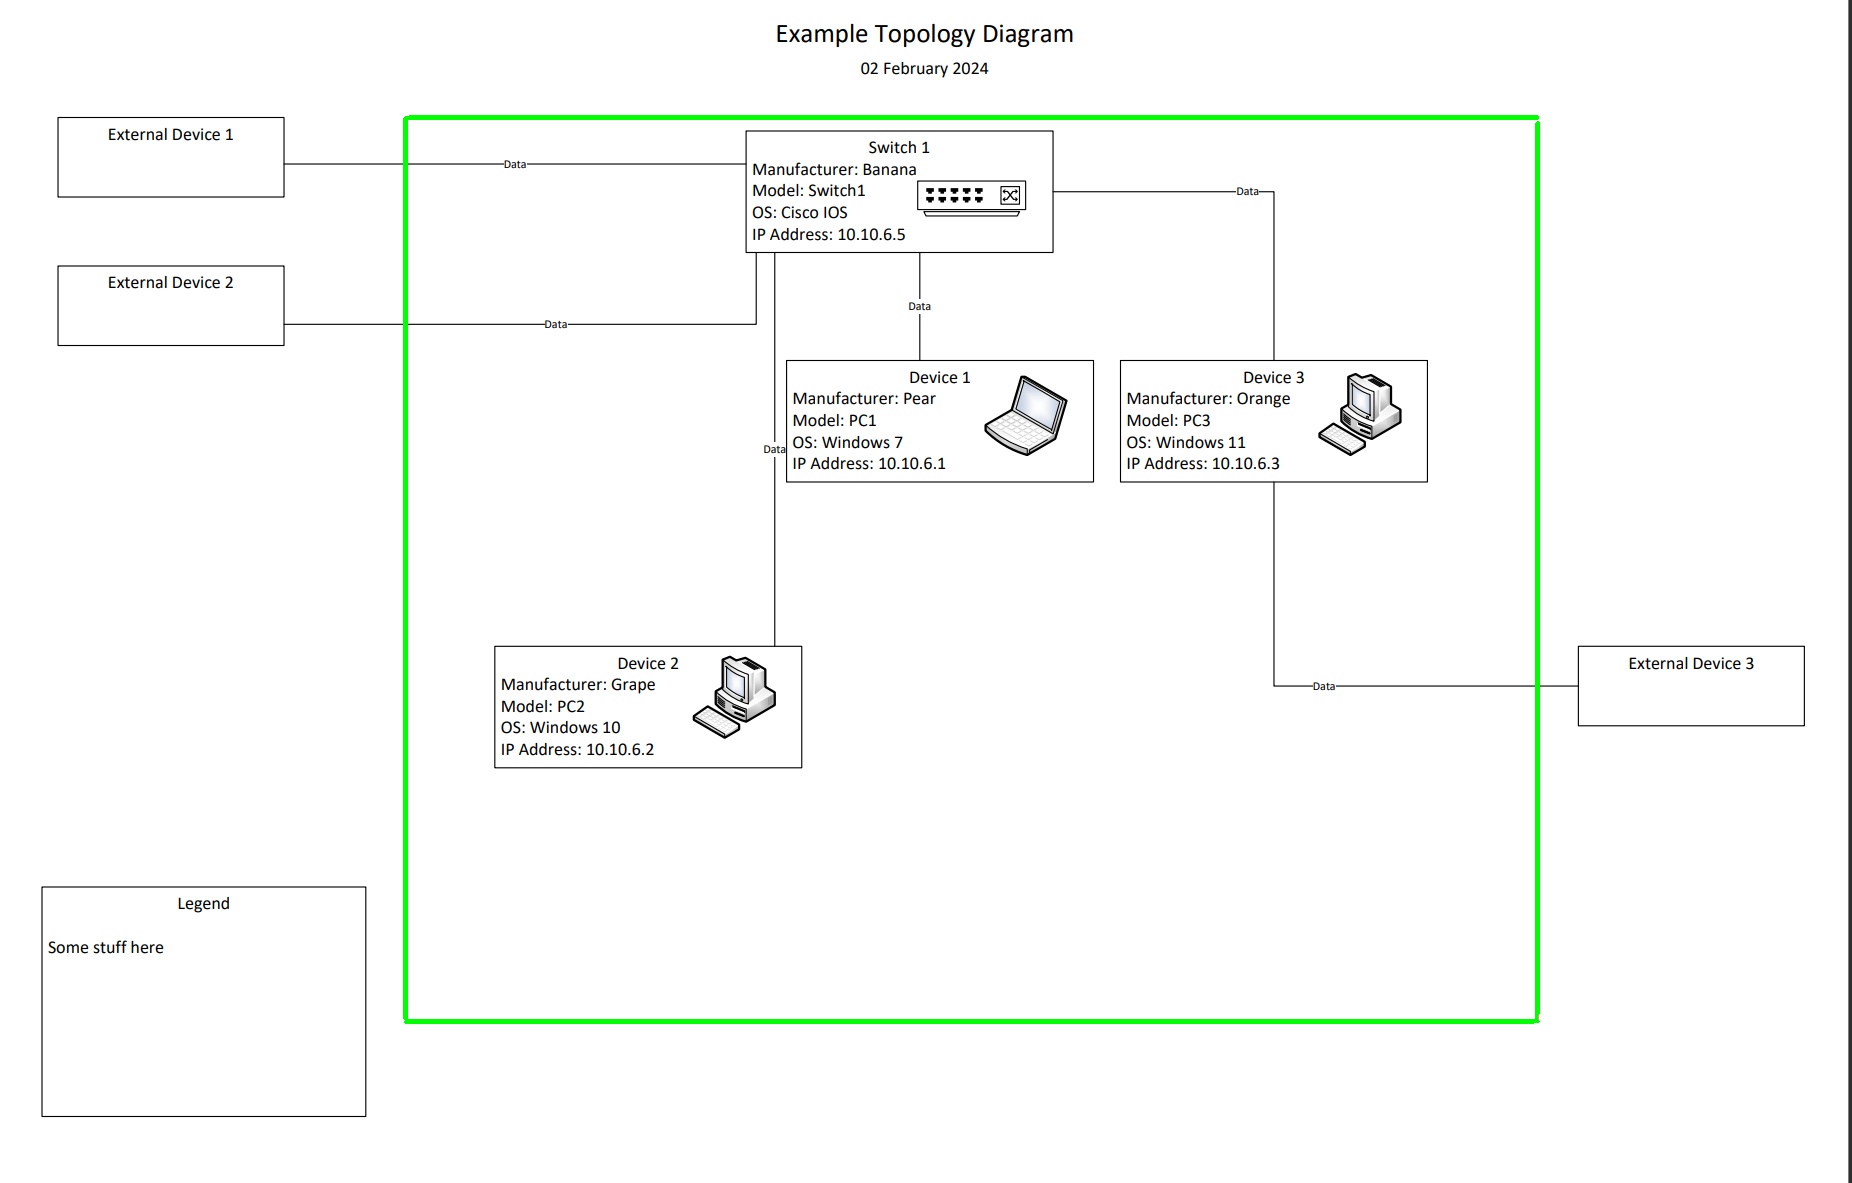 Example Topology Diagram
02 February 2024
External Device 1
Data
Switch 1
Manufacturer: Banana
Model: Switch1
OS: Cisco IOS
IP Address: 10.10.6.5
Data
External Device 2
Data
Data
Device 1
Manufacturer: Pear
Model: PC1
OS: Windows 7
IP Address: 10.10.6.1
Device 3
Manufacturer: Orange
Model: PC3
OS: Windows 11
IP Address: 10.10.6.3
Data
Device 2
Manufacturer: Grape
Model: PC2
OS: Windows 10
IP Address: 10.10.6.2
Data
External Device 3
Legend
Some stuff here